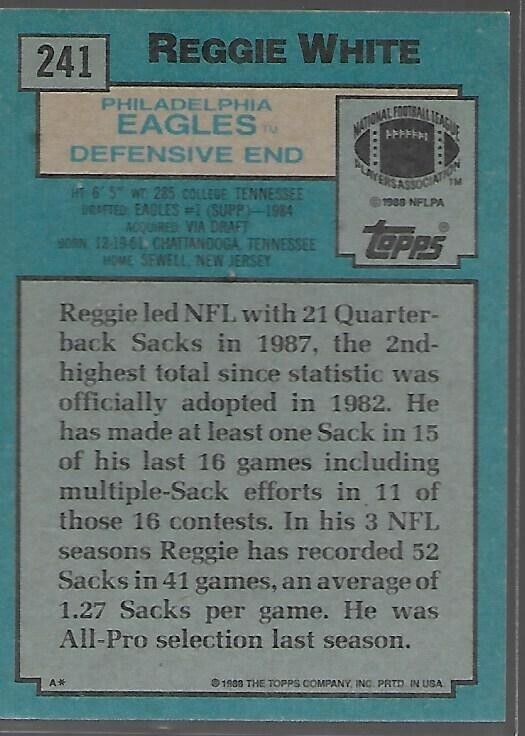 241
REGGIE WHITE
PHILADELPHIA
EAGLES TM
DEFENSIVE END
HT. 6' 5" WT. 285 COLLEGE: TENNESSEE
DRAFTED: EAGLES #1 (SUPP)—1984
ACQUIRED: VIA DRAFT
BORN: 12-19-61, CHATTANOOGA, TENNESSEE
HOME: SEWELL, NEW JERSEY
NATIONAL FOOTBALL LEAGUE
PLAYERS ASSOCIATION TM
© 1988 NFLPA
topps®
Reggie led NFL with 21 Quarter-
back Sacks in 1987, the 2nd-
highest total since statistic was
officially adopted in 1982. He
has made at least one Sack in 15
of his last 16 games including
multiple-Sack efforts in 11 of
those 16 contests. In his 3 NFL
seasons Reggie has recorded 52
Sacks in 41 games, an average of
1.27 Sacks per game. He was
All-Pro selection last season.
A*
© 1988 THE TOPPS COMPANY, INC. PRTD. IN USA